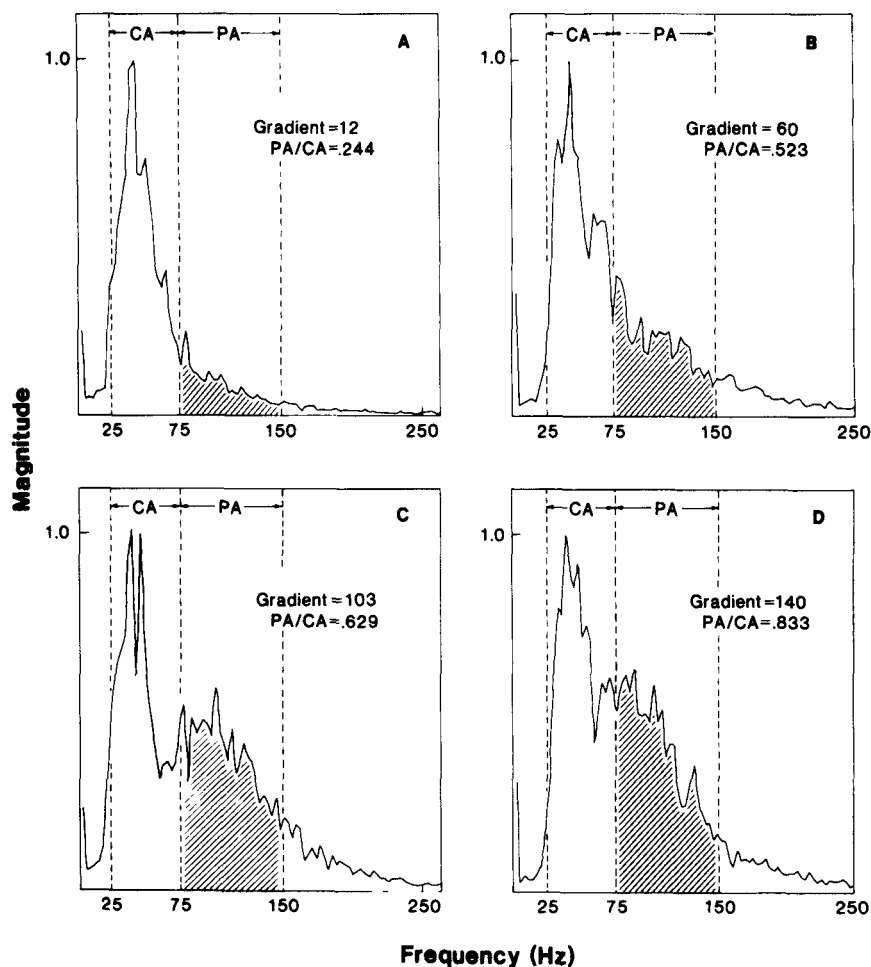 CA PA
A
1.0
Gradient =12
PA/CA=.244
25 75 150 250
CA PA
B
1.0
Gradient = 60
PA/CA=.523
25 75 150 250
Magnitude
CA PA
C
1.0
Gradient = 103
PA/CA=.629
25 75 150 250
CA PA
D
1.0
Gradient =140
PA/CA=.833
25 75 150 250
Frequency (Hz)